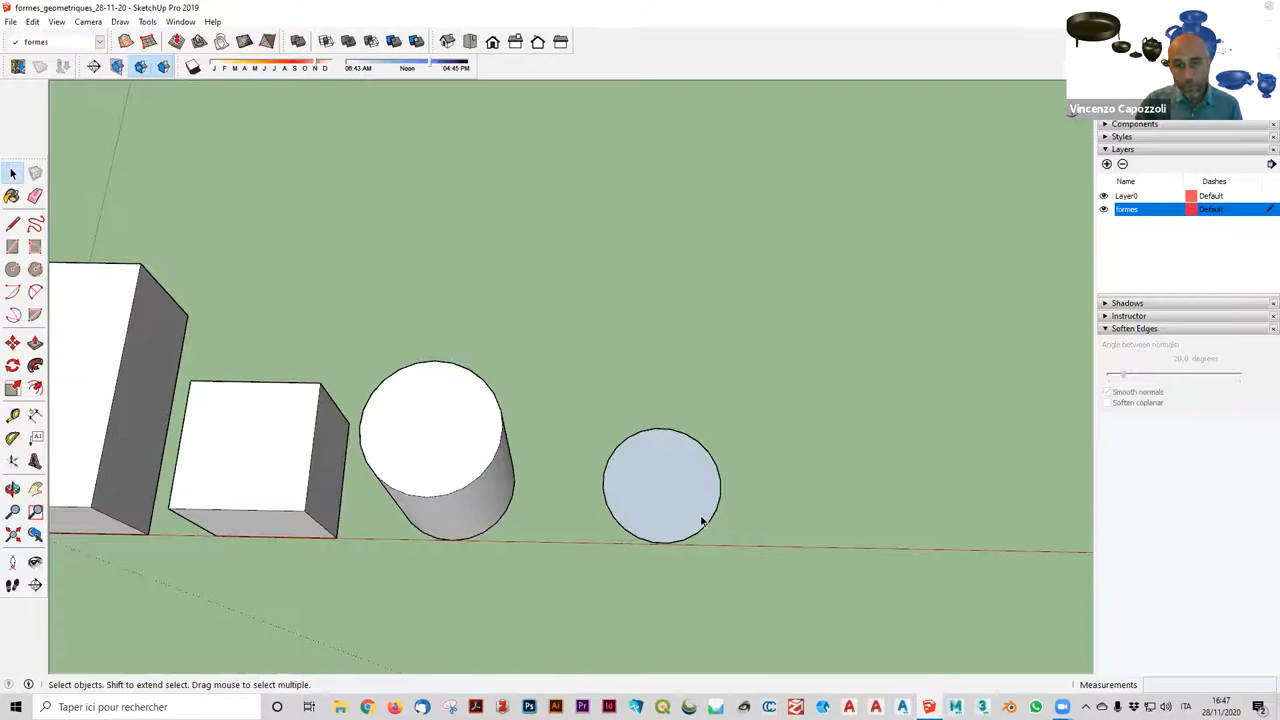 formes_geometriques_28-11-20 - SketchUp Pro 2019
File Edit View Camera Draw Tools Window Help
formes
J F M A M J J A S O N D
06:43 AM Noon 04:45 PM
Vincenzo Capozzoli
Components
Styles
Layers
Name Dashes
Layer0 Default
formes Default
Shadows
Instructor
Soften Edges
Angle between normals:
20,0 degrees
Smooth normals
Soften coplanar
Select objects. Shift to extend select. Drag mouse to select multiple.
Measurements
Taper ici pour rechercher
ITA
16:47
28/11/2020